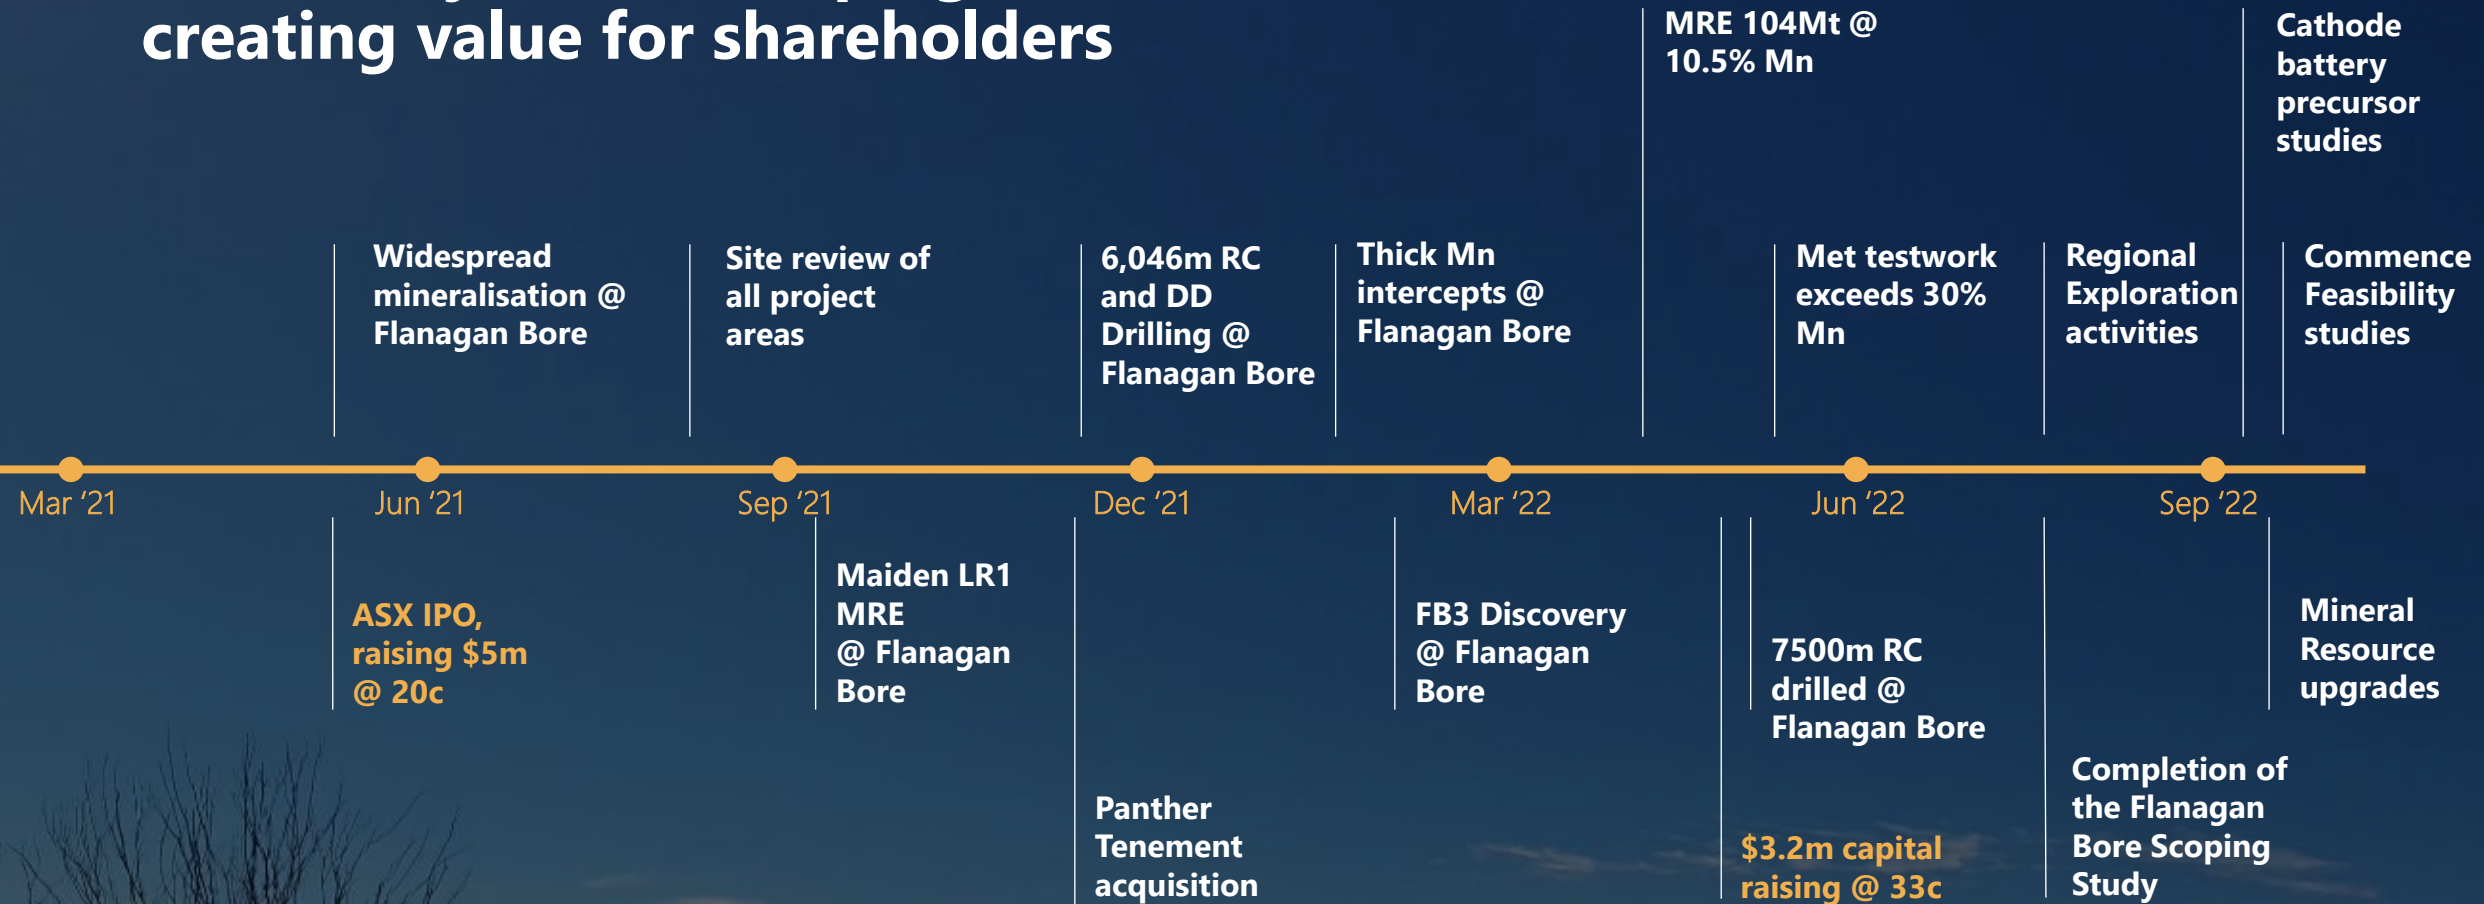 creating value for shareholders
MRE 104Mt @
10.5% Mn
Cathode
battery
precursor
studies
Widespread
mineralisation @
Flanagan Bore
Site review of
all project
areas
6,046m RC
and DD
Drilling @
Flanagan Bore
Thick Mn
intercepts @
Flanagan Bore
Met testwork
exceeds 30%
Mn
Regional
Exploration
activities
Commence
Feasibility
studies
Mar ‘21
Jun ‘21
Sep ‘21
Dec ‘21
Mar ‘22
Jun ‘22
Sep ‘22
ASX IPO,
raising $5m
@ 20c
Maiden LR1
MRE
@ Flanagan
Bore
Panther
Tenement
acquisition
FB3 Discovery
@ Flanagan
Bore
7500m RC
drilled @
Flanagan Bore
$3.2m capital
raising @ 33c
Completion of
the Flanagan
Bore Scoping
Study
Mineral
Resource
upgrades